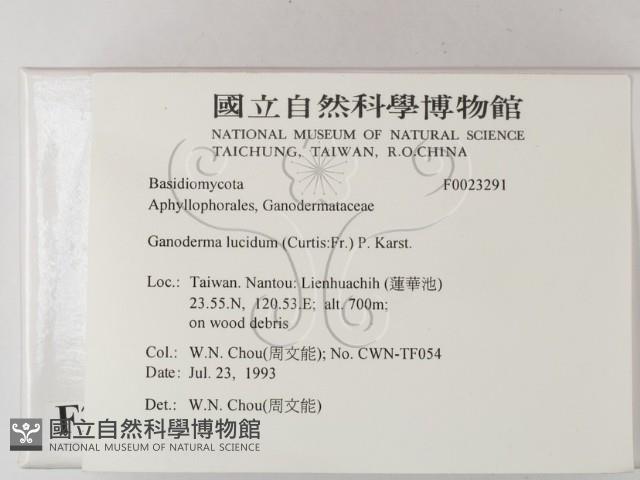 國立自然科學博物館
NATIONAL MUSEUM OF NATURAL SCIENCE
TAICHUNG, TAIWAN, R.O.CHINA
Basidiomycota F0023291
Aphyllophorales, Ganodermataceae
Ganoderma lucidum (Curtis:Fr.) P. Karst.
Loc.: Taiwan. Nantou: Lienhuachih (蓮華池)
23.55.N, 120.53.E; alt. 700m;
on wood debris
Col.: W.N. Chou(周文能); No. CWN-TF054
Date: Jul. 23, 1993
Det.: W.N. Chou(周文能)
F
國立自然科學博物館
NATIONAL MUSEUM OF NATURAL SCIENCE